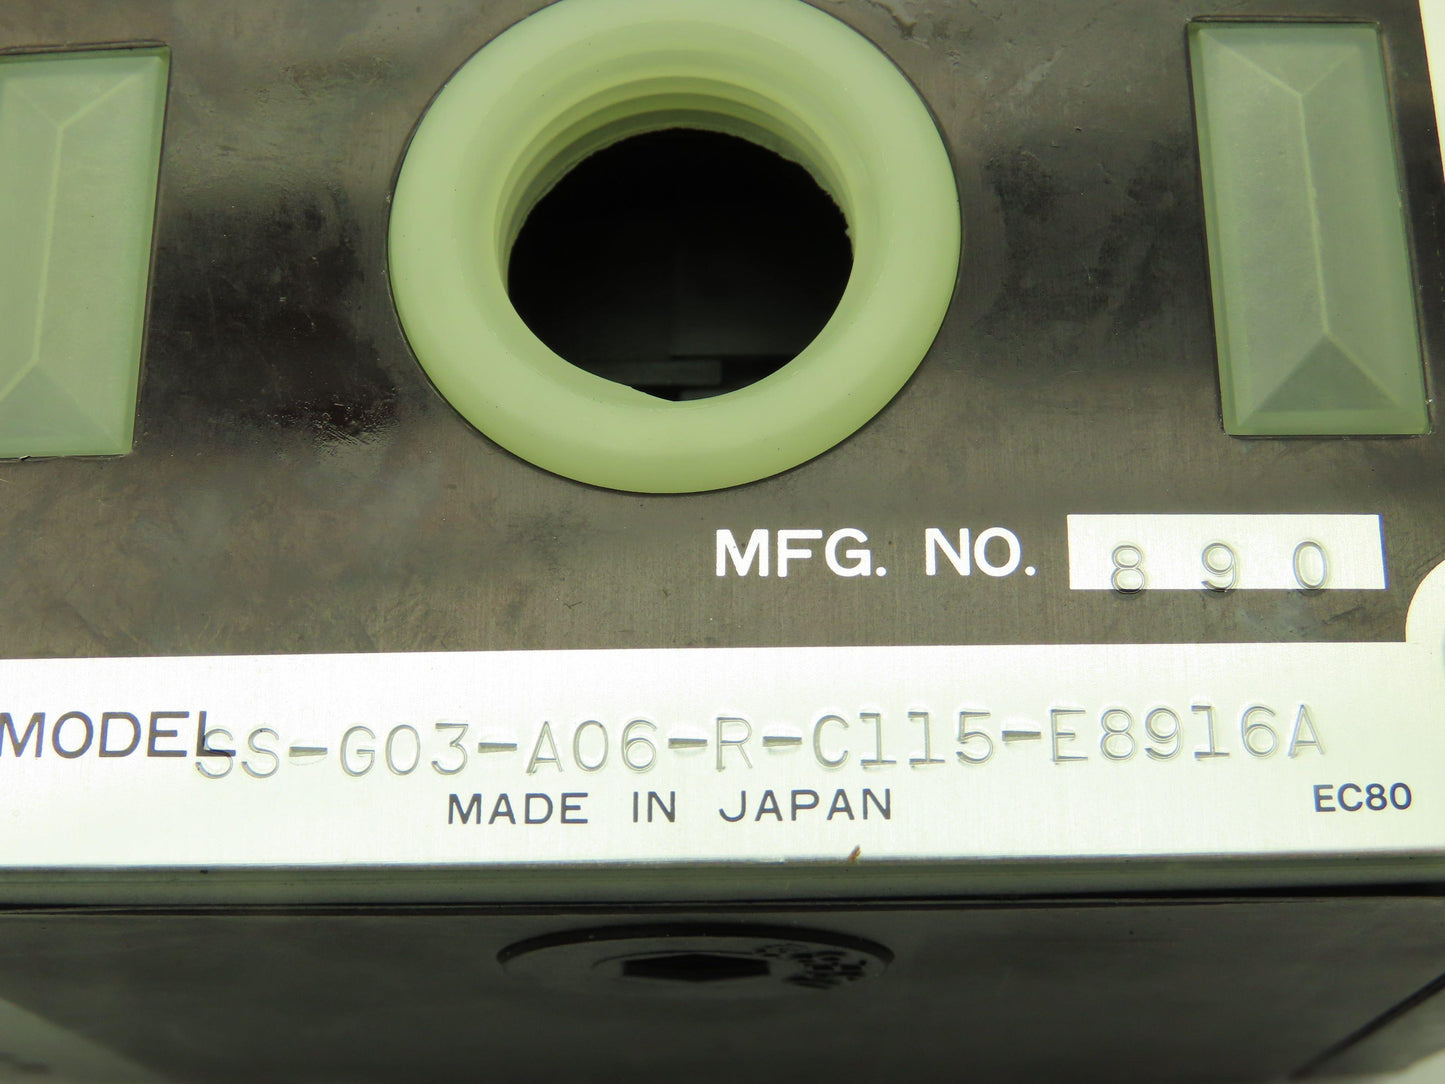 MFG. NO. 890
MODEL SS-G03-A06-R-C115-E8916A
MADE IN JAPAN
EC80